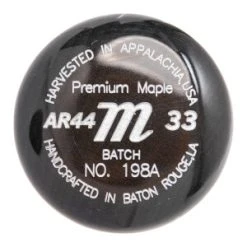 HARVESTED IN APPALACHIA, USA
Premium Maple
AR44 m 33
BATCH
NO. 198A
HANDCRAFTED IN BATON ROUGE, LA